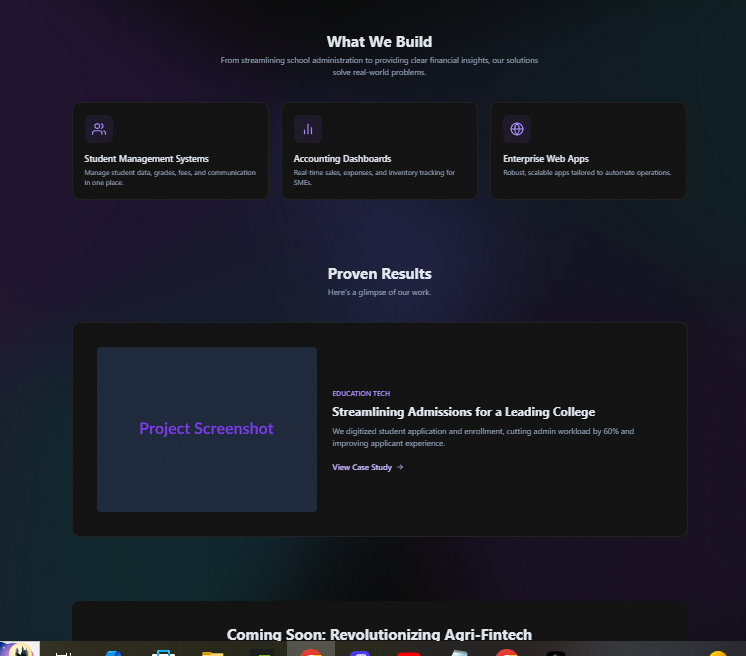 What We Build
From streamlining school administration to providing clear financial insights, our solutions
solve real-world problems.
Student Management Systems
Manage student data, grades, fees, and communication
in one place.
Accounting Dashboards
Real-time sales, expenses, and inventory tracking for
SMEs.
Enterprise Web Apps
Robust, scalable apps tailored to automate operations.
Proven Results
Here's a glimpse of our work.
Project Screenshot
EDUCATION TECH
Streamlining Admissions for a Leading College
We digitized student application and enrollment, cutting admin workload by 60% and
improving applicant experience.
View Case Study →
Coming Soon: Revolutionizing Agri-Fintech